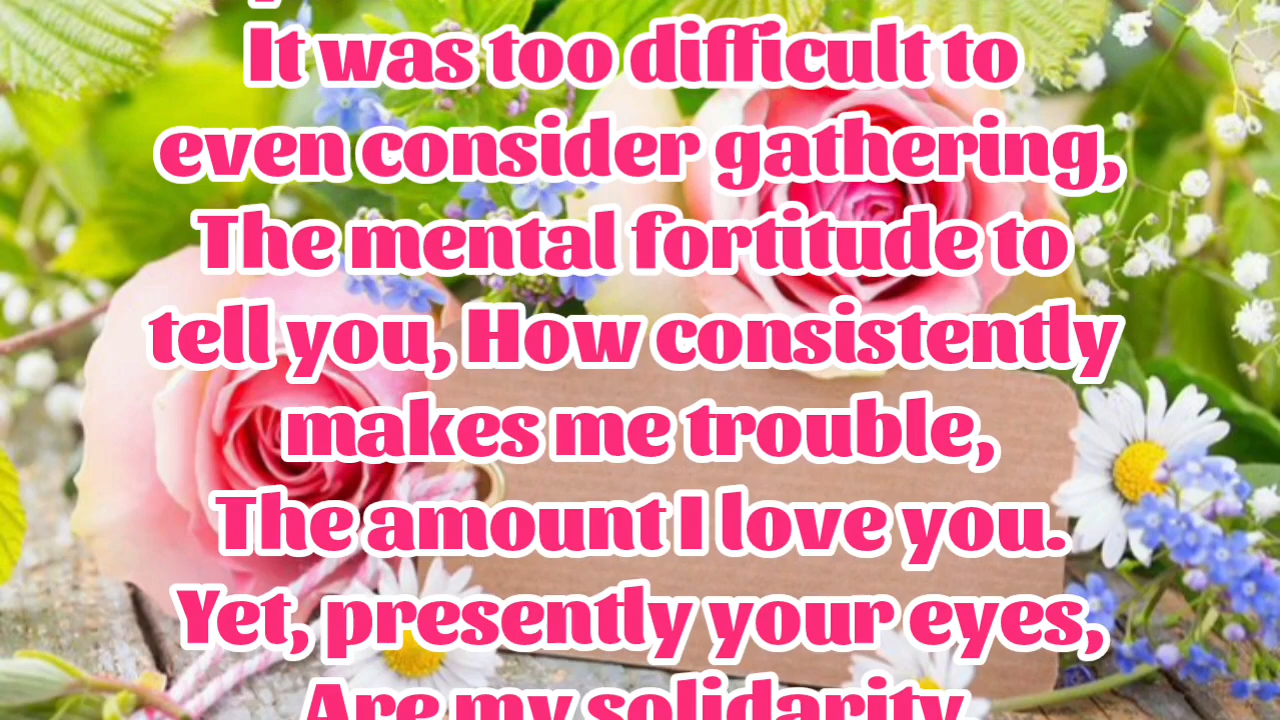 It was too difficult to
even consider gathering,
The mental fortitude to
tell you, How consistently
makes me trouble,
The amount I love you.
Yet, presently your eyes,
Are my solidarity